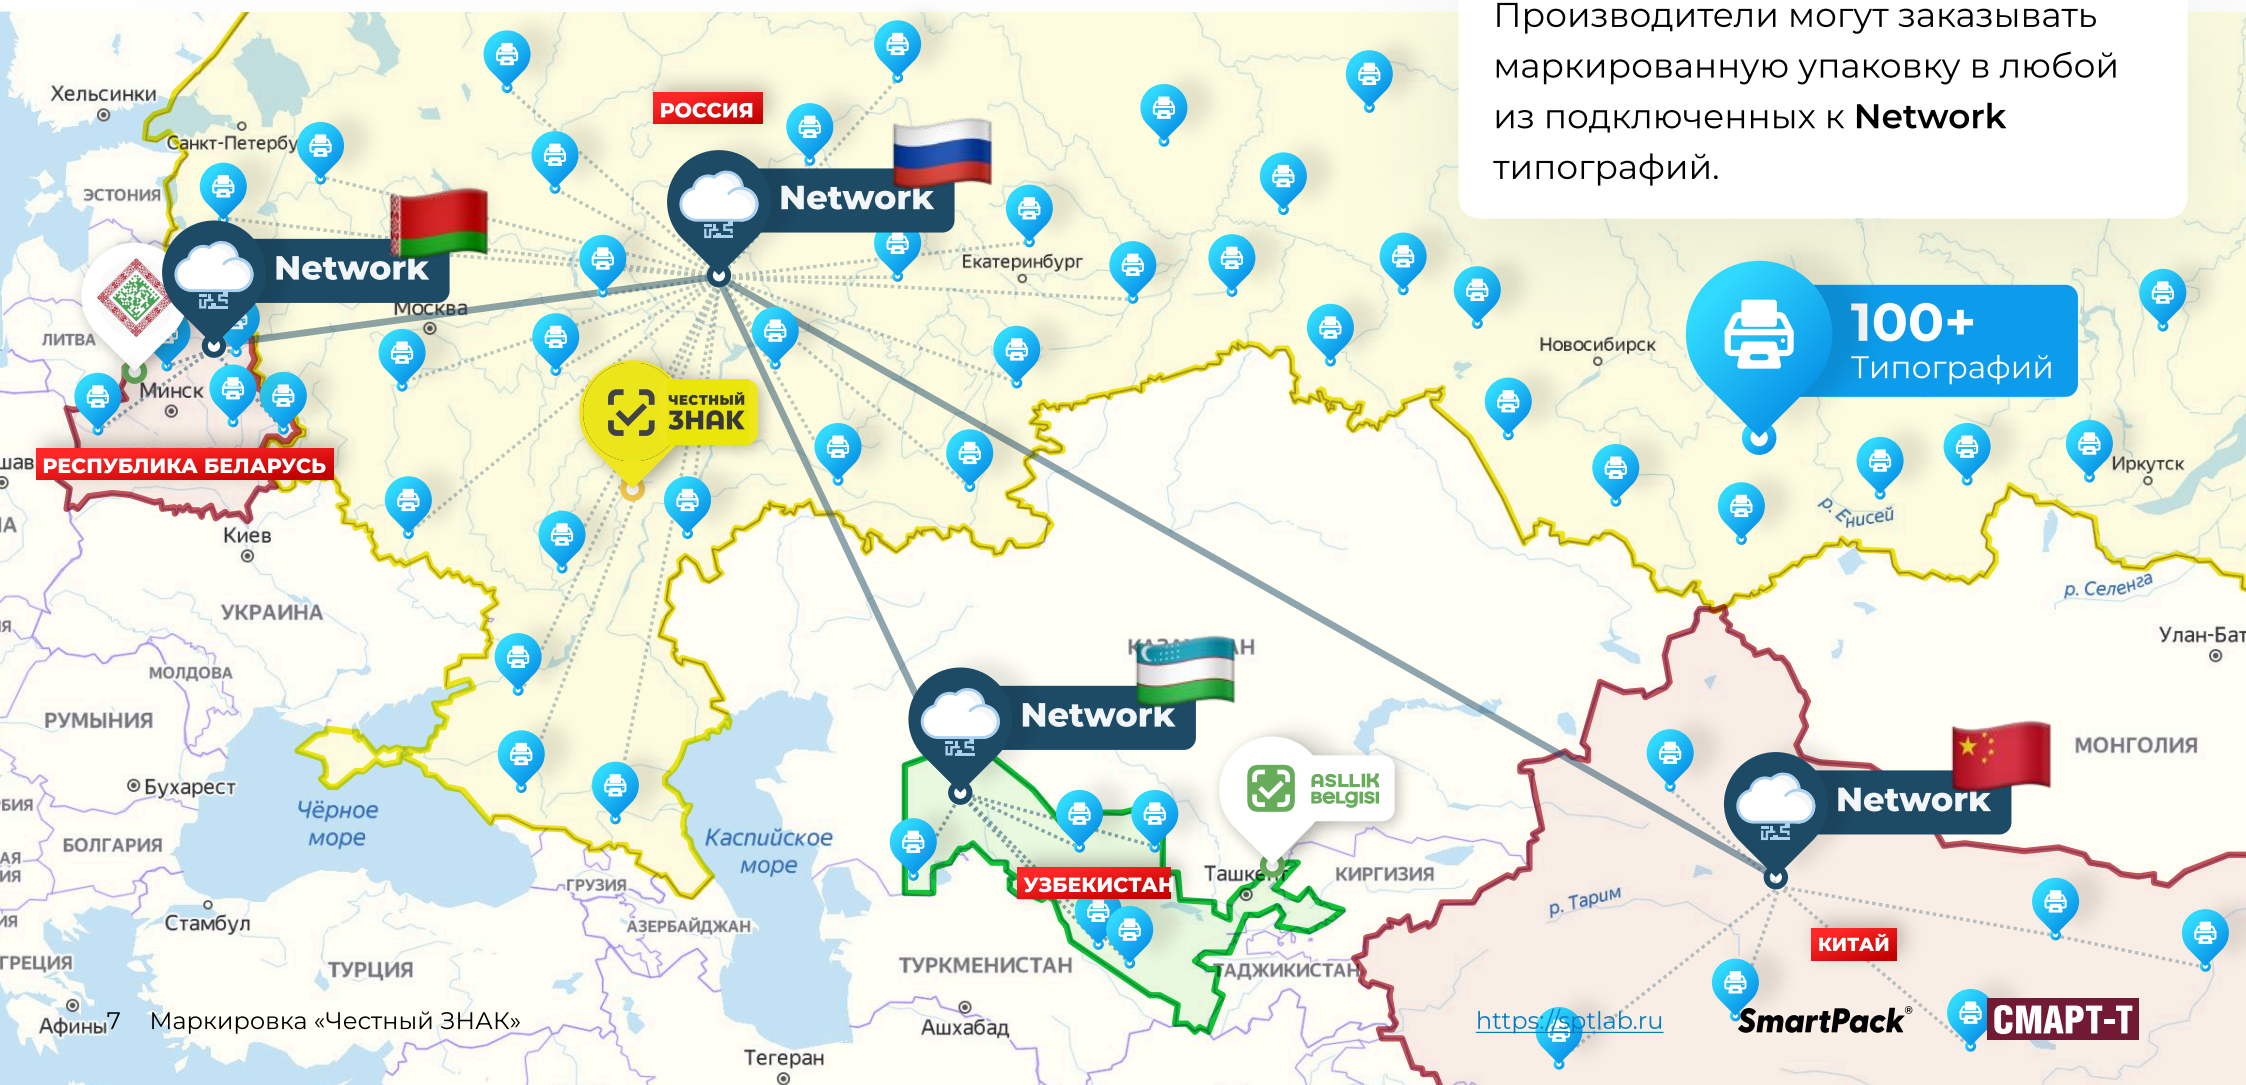 Производители могут заказывать
маркированную упаковку в любой
из подключенных к Network
типографий.
Хельсинки
РОССИЯ
Санкт-Петербу
ЭСТОНИЯ
Network
Network
Екатеринбург
Москва
ЛИТВА
Минск
ЧЕСТНЫЙ
ЗНАК
Новосибирск
100+
Типографий
РЕСПУБЛИКА БЕЛАРУСЬ
Иркутск
р. Енисей
Киев
УКРАИНА
р. Селенга
Улан-Бат
МОЛДОВА
РУМЫНИЯ
Network
МОНГОЛИЯ
Бухарест
ASLLIK
BELGISI
Network
Чёрное
море
Каспийское
море
БОЛГАРИЯ
УЗБЕКИСТАН
Ташкент
КИРГИЗИЯ
ГРУЗИЯ
р. Тарим
Стамбул
АЗЕРБАЙДЖАН
КИТАЙ
ГРЕЦИЯ
ТУРЦИЯ
ТУРКМЕНИСТАН
ТАДЖИКИСТАН
Афины
7
Маркировка «Честный ЗНАК»
Ашхабад
https://sptlab.ru
SmartPack®
СМАРТ-Т
Тегеран